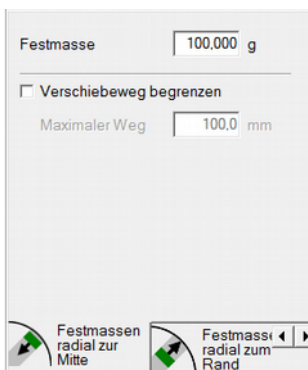 Festmasse 100,000 g
Verschiebeweg begrenzen
Maximaler Weg 100,0 mm
Festmassen
radial zur
Mitte
Festmass
radial zum
Rand